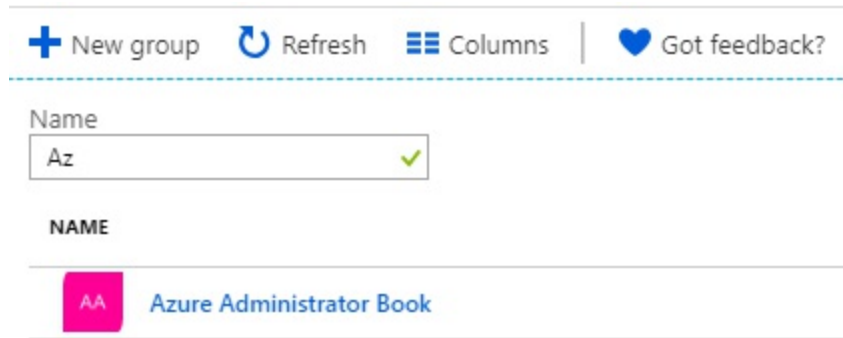 New group Refresh Columns Got feedback?
Name
Az
NAME
AA Azure Administrator Book